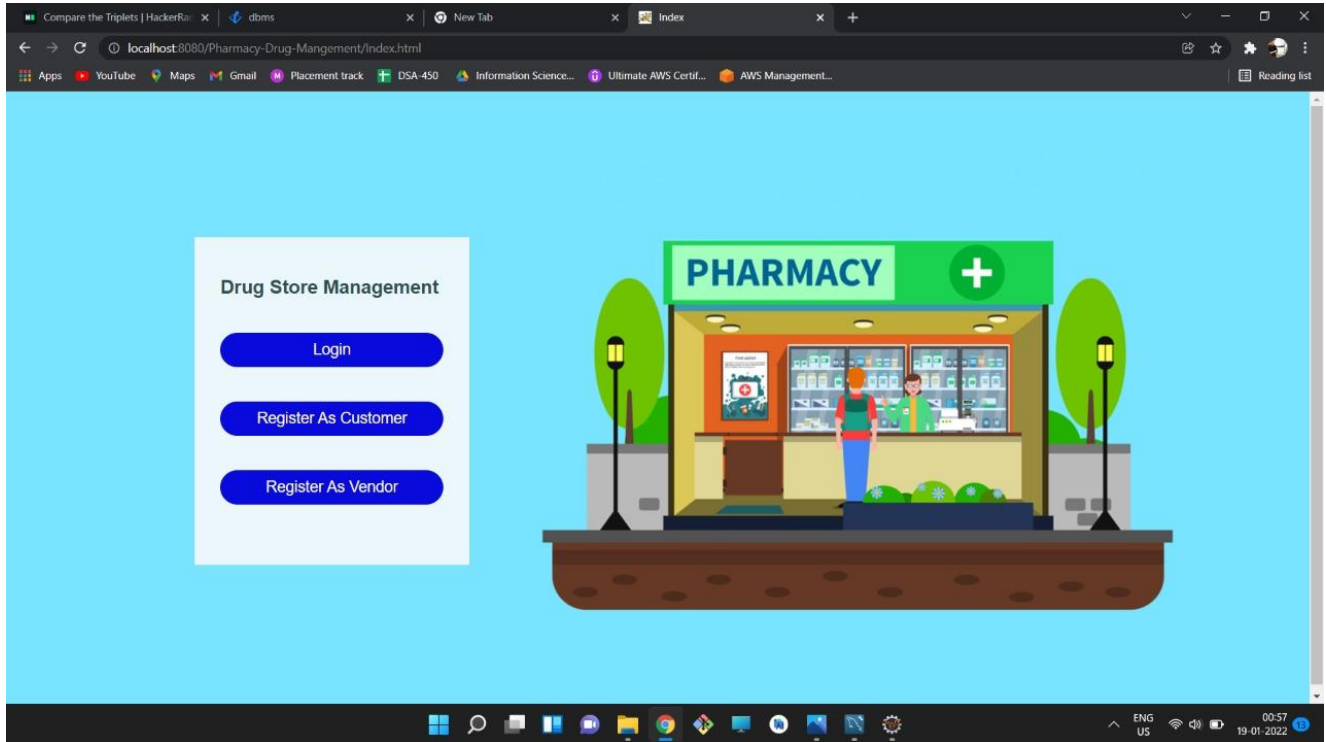 Compare the Triplets | HackerRan
dbms
New Tab
Index
localhost:8080/Pharmacy-Drug-Mangement/Index.html
Apps
YouTube
Maps
Gmail
Placement track
DSA-450
Information Science...
Ultimate AWS Certif...
AWS Management...
Reading list
PHARMACY
Drug Store Management
Login
Register As Customer
Register As Vendor
ENG
US
00:57
19-01-2022
13